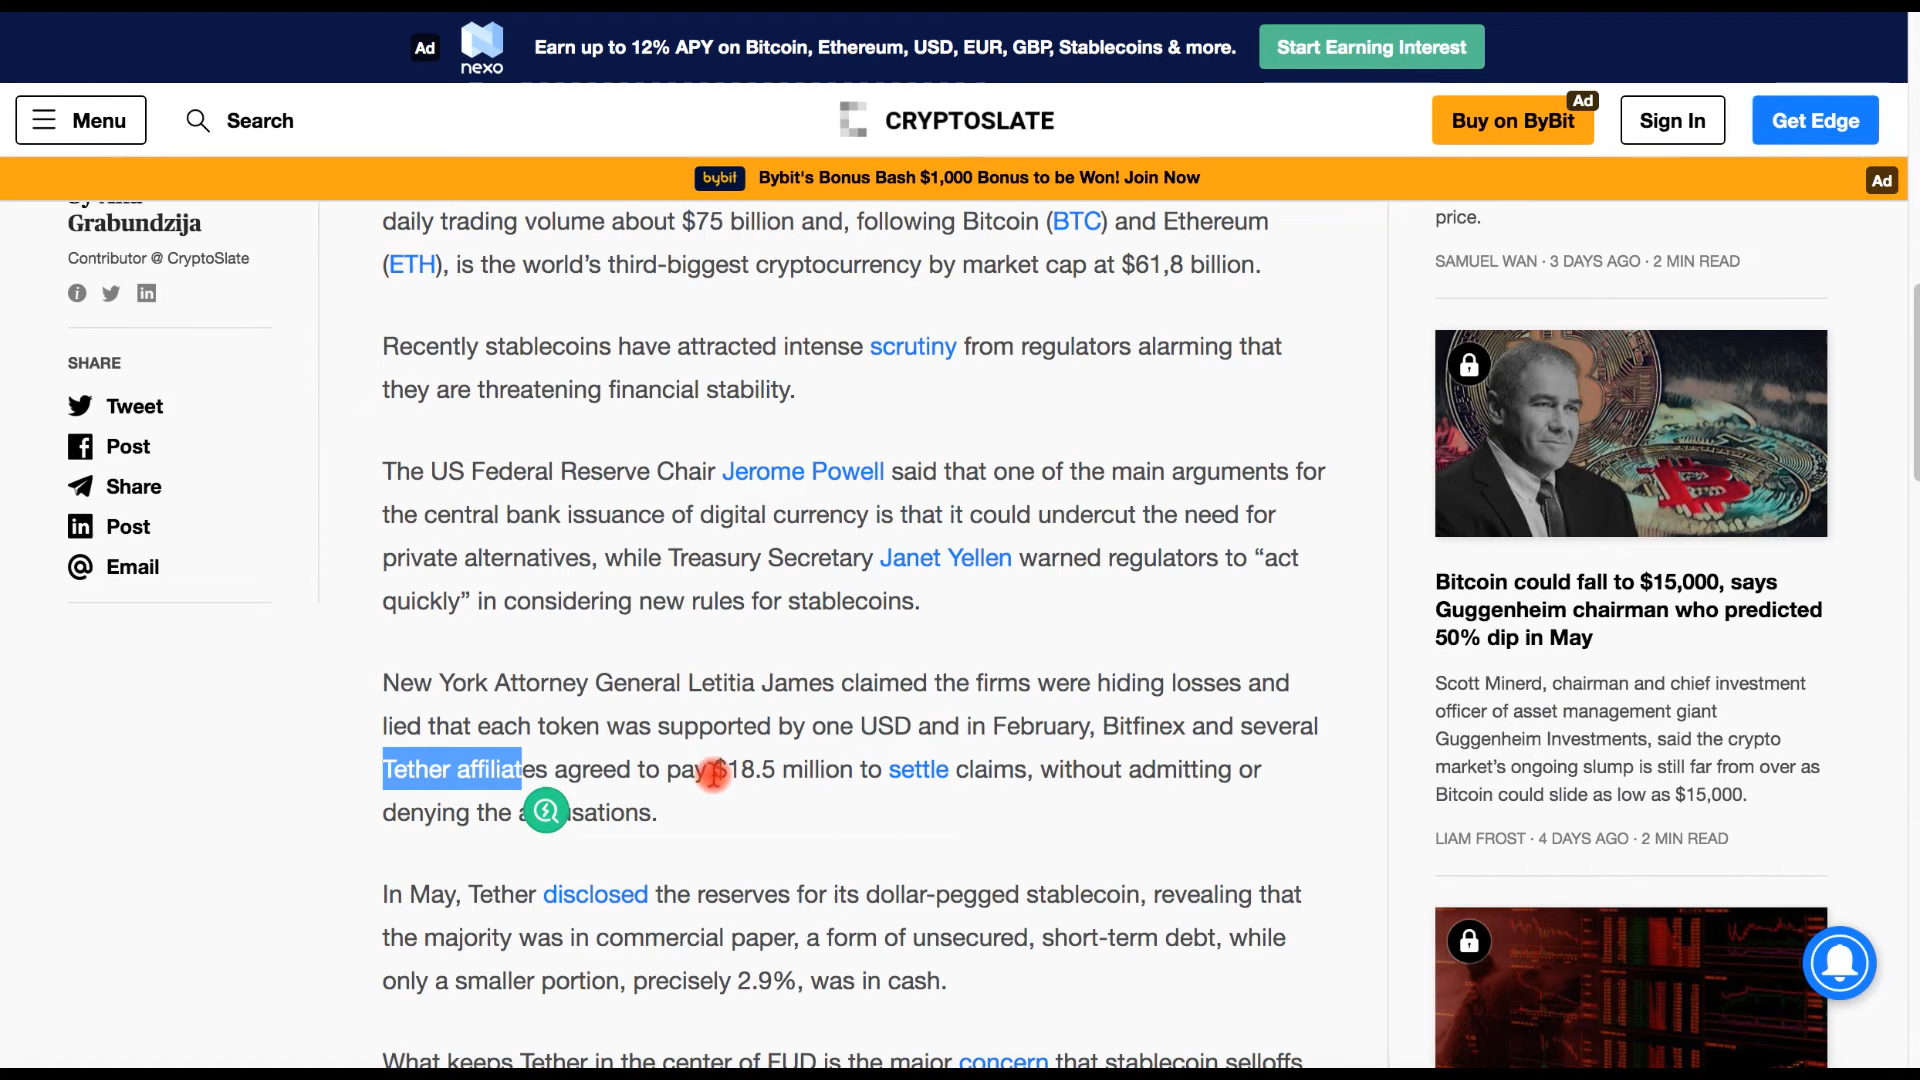 Ad
nexo
Earn up to 12% APY on Bitcoin, Ethereum, USD, EUR, GBP, Stablecoins & more.
Start Earning Interest
Menu
Search
CRYPTOSLATE
Buy on ByBit
Ad
Sign In
Get Edge
bybit
Bybit's Bonus Bash $1,000 Bonus to be Won! Join Now
Ad
Grabundzija
Contributor @ CryptoSlate
SHARE
Tweet
Post
Share
Post
Email
daily trading volume about $75 billion and, following Bitcoin (BTC) and Ethereum
(ETH), is the world’s third-biggest cryptocurrency by market cap at $61,8 billion.
Recently stablecoins have attracted intense scrutiny from regulators alarming that
they are threatening financial stability.
The US Federal Reserve Chair Jerome Powell said that one of the main arguments for
the central bank issuance of digital currency is that it could undercut the need for
private alternatives, while Treasury Secretary Janet Yellen warned regulators to “act
quickly” in considering new rules for stablecoins.
New York Attorney General Letitia James claimed the firms were hiding losses and
lied that each token was supported by one USD and in February, Bitfinex and several
Tether affiliates agreed to pay $18.5 million to settle claims, without admitting or
denying the
In May, Tether disclosed the reserves for its dollar-pegged stablecoin, revealing that
the majority was in commercial paper, a form of unsecured, short-term debt, while
only a smaller portion, precisely 2.9%, was in cash.
What keeps Tether in the center of FUD is the major concern that stablecoin selloffs
price.
SAMUEL WAN · 3 DAYS AGO · 2 MIN READ
Bitcoin could fall to $15,000, says
Guggenheim chairman who predicted
50% dip in May
Scott Minerd, chairman and chief investment
officer of asset management giant
Guggenheim Investments, said the crypto
market’s ongoing slump is still far from over as
Bitcoin could slide as low as $15,000.
LIAM FROST · 4 DAYS AGO · 2 MIN READ